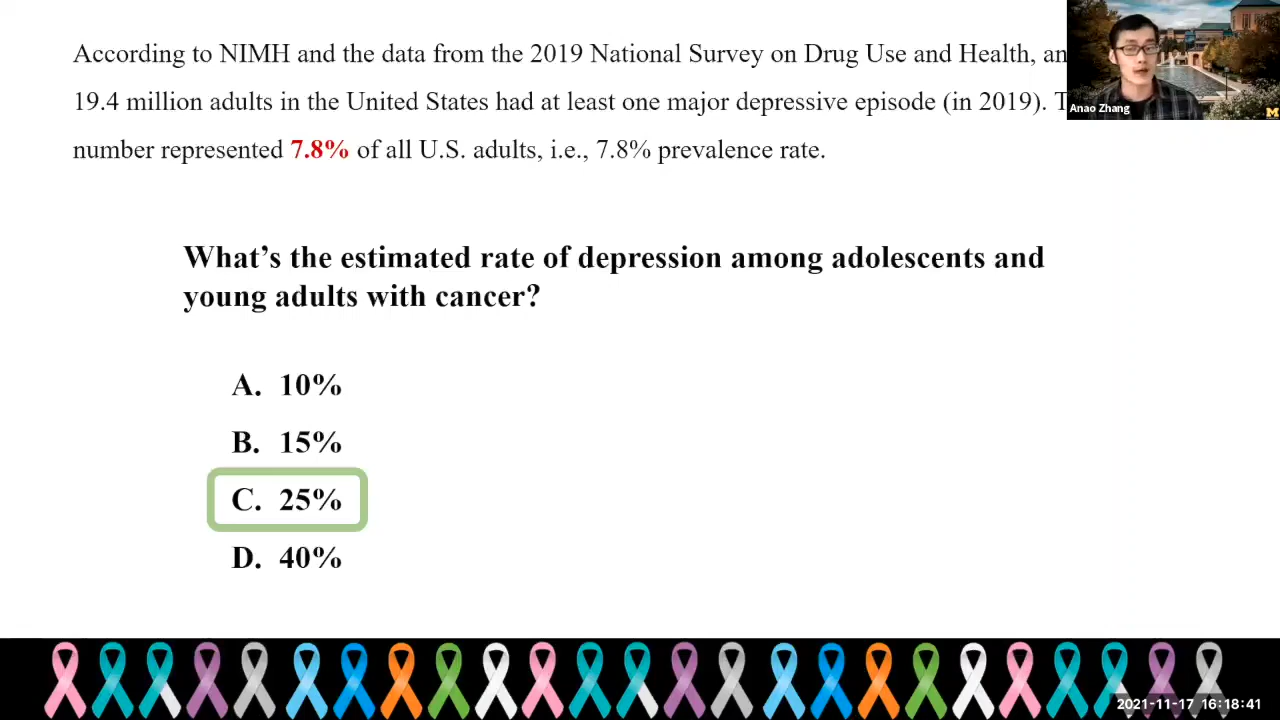 According to NIMH and the data from the 2019 National Survey on Drug Use and Health, an
19.4 million adults in the United States had at least one major depressive episode (in 2019). T
number represented 7.8% of all U.S. adults, i.e., 7.8% prevalence rate.
Anao Zhang
M
What's the estimated rate of depression among adolescents and
young adults with cancer?
A. 10%
B. 15%
C. 25%
D. 40%
2021-11-17 16:18:41